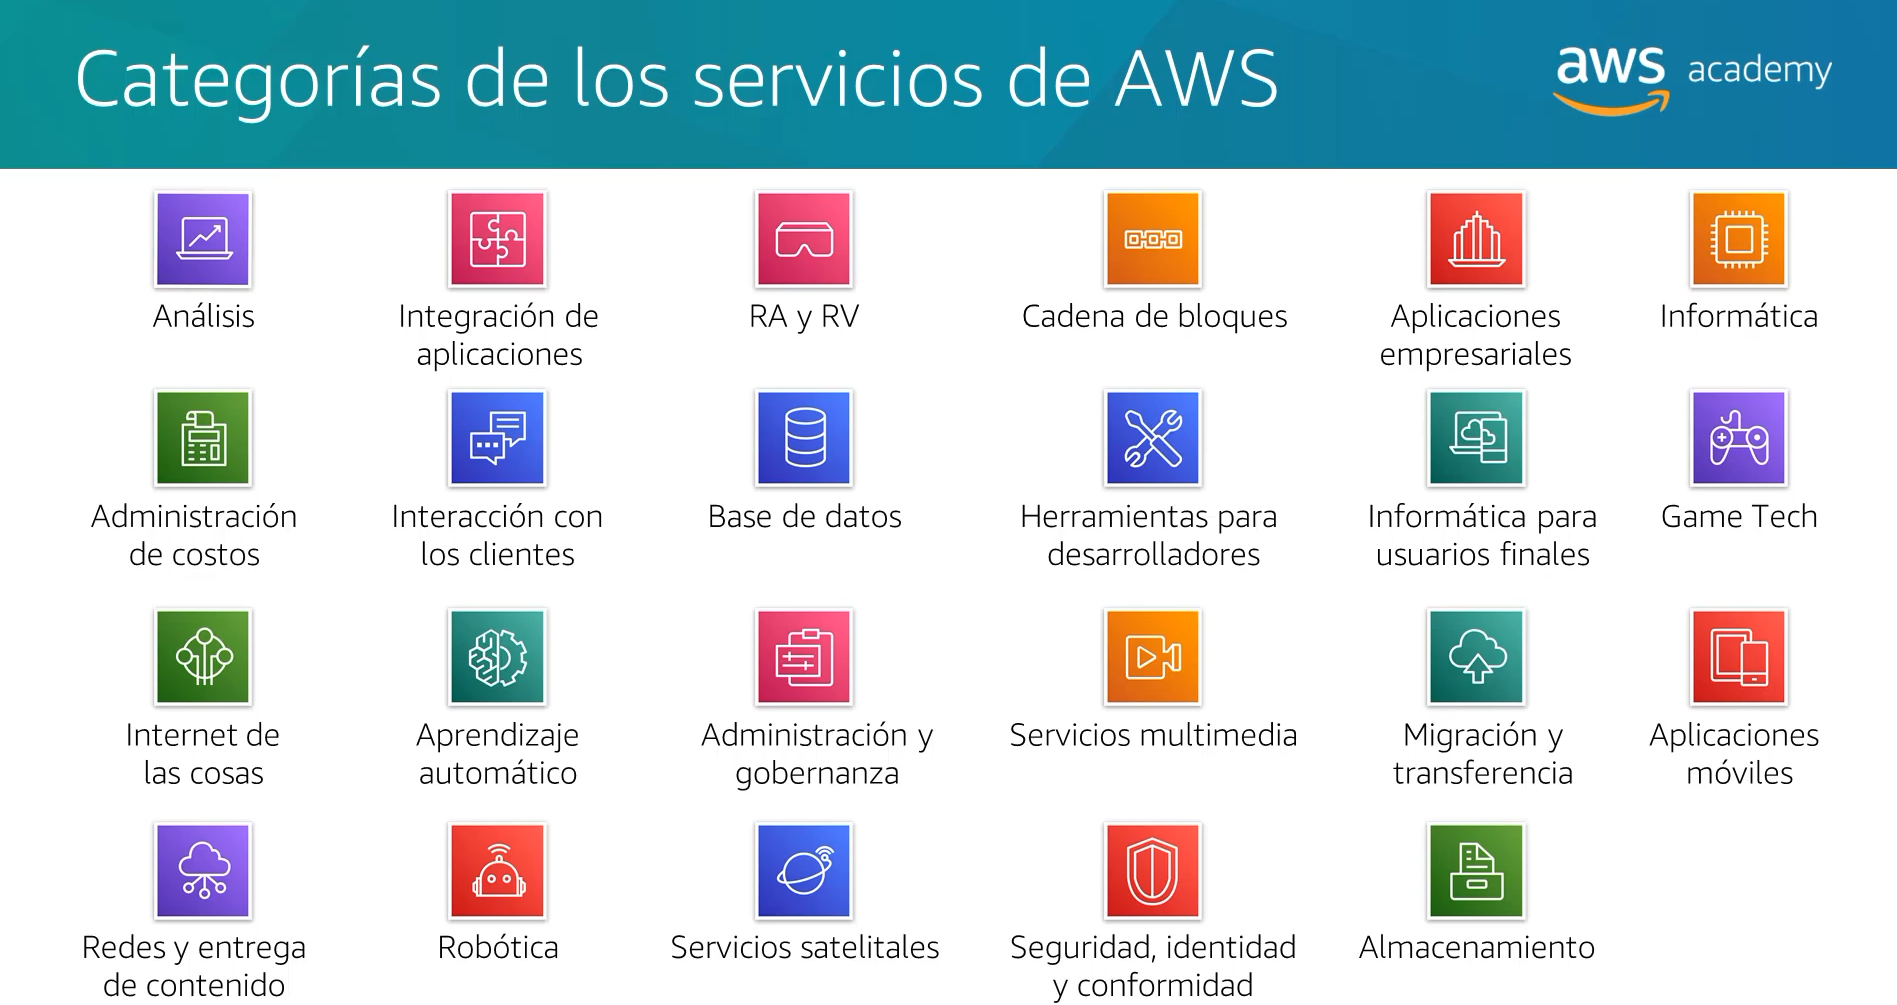 Categorías de los servicios de AWS
aws academy
Análisis
Integración de
aplicaciones
RA y RV
Cadena de bloques
Aplicaciones
empresariales
Informática
Administración
de costos
Interacción con
los clientes
Base de datos
Herramientas para
desarrolladores
Informática para
usuarios finales
Game Tech
Internet de
las cosas
Aprendizaje
automático
Administración y
gobernanza
Servicios multimedia
Migración y
transferencia
Aplicaciones
móviles
Redes y entrega
de contenido
Robótica
Servicios satelitales
Seguridad, identidad
y conformidad
Almacenamiento